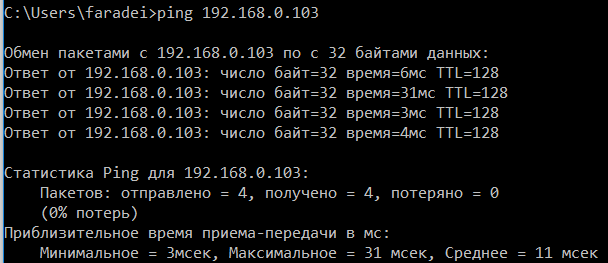 C:\Users\faradei>ping 192.168.0.103
Обмен пакетами с 192.168.0.103 по с 32 байтами данных:
Ответ от 192.168.0.103: число байт=32 время=6мс TTL=128
Ответ от 192.168.0.103: число байт=32 время=31мс TTL=128
Ответ от 192.168.0.103: число байт=32 время=3мс TTL=128
Ответ от 192.168.0.103: число байт=32 время=4мс TTL=128
Статистика Ping для 192.168.0.103:
Пакетов: отправлено = 4, получено = 4, потеряно = 0
(0% потерь)
Приблизительное время приема-передачи в мс:
Минимальное = 3мсек, Максимальное = 31 мсек, Среднее = 11 мсек